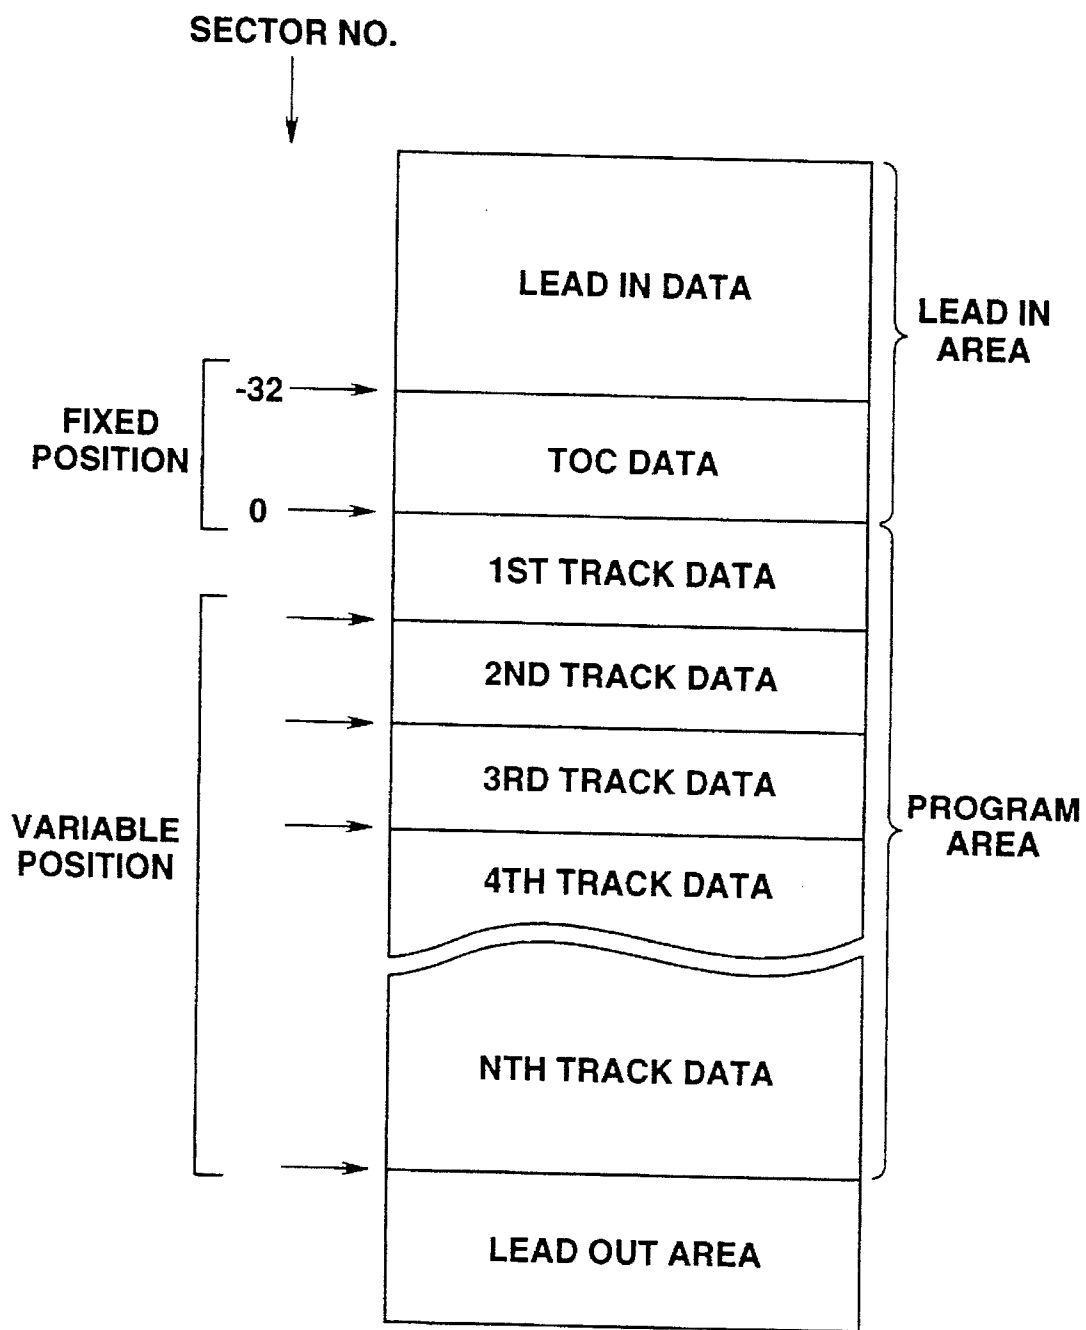 SECTOR NO.
LEAD IN DATA
LEAD IN
AREA
-32
FIXED
POSITION
TOC DATA
0
1ST TRACK DATA
2ND TRACK DATA
3RD TRACK DATA
VARIABLE
POSITION
PROGRAM
AREA
4TH TRACK DATA
NTH TRACK DATA
LEAD OUT AREA